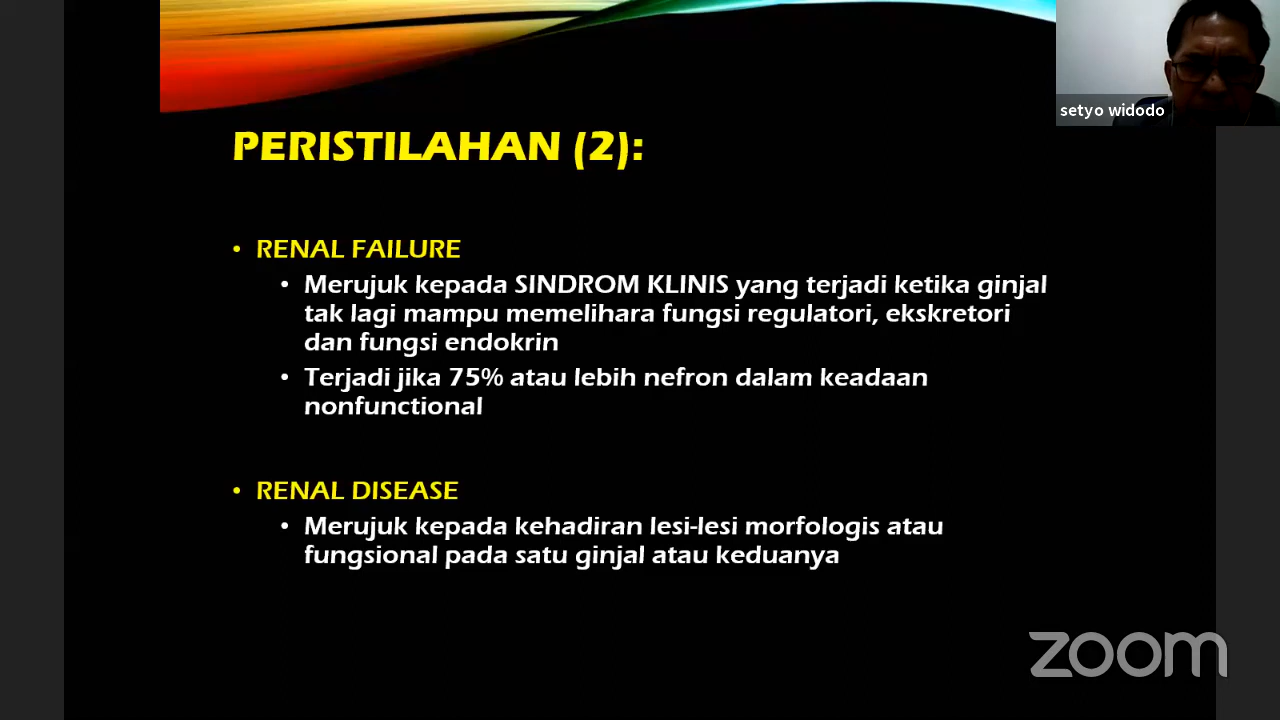 setyo widodo
PERISTILAHAN (2):
• RENAL FAILURE
• Merujuk kepada SINDROM KLINIS yang terjadi ketika ginjal
tak lagi mampu memelihara fungsi regulatori, ekskretori
dan fungsi endokrin
• Terjadi jika 75% atau lebih nefron dalam keadaan
nonfunctional
• RENAL DISEASE
• Merujuk kepada kehadiran lesi-lesi morfologis atau
fungsional pada satu ginjal atau keduanya
zoom